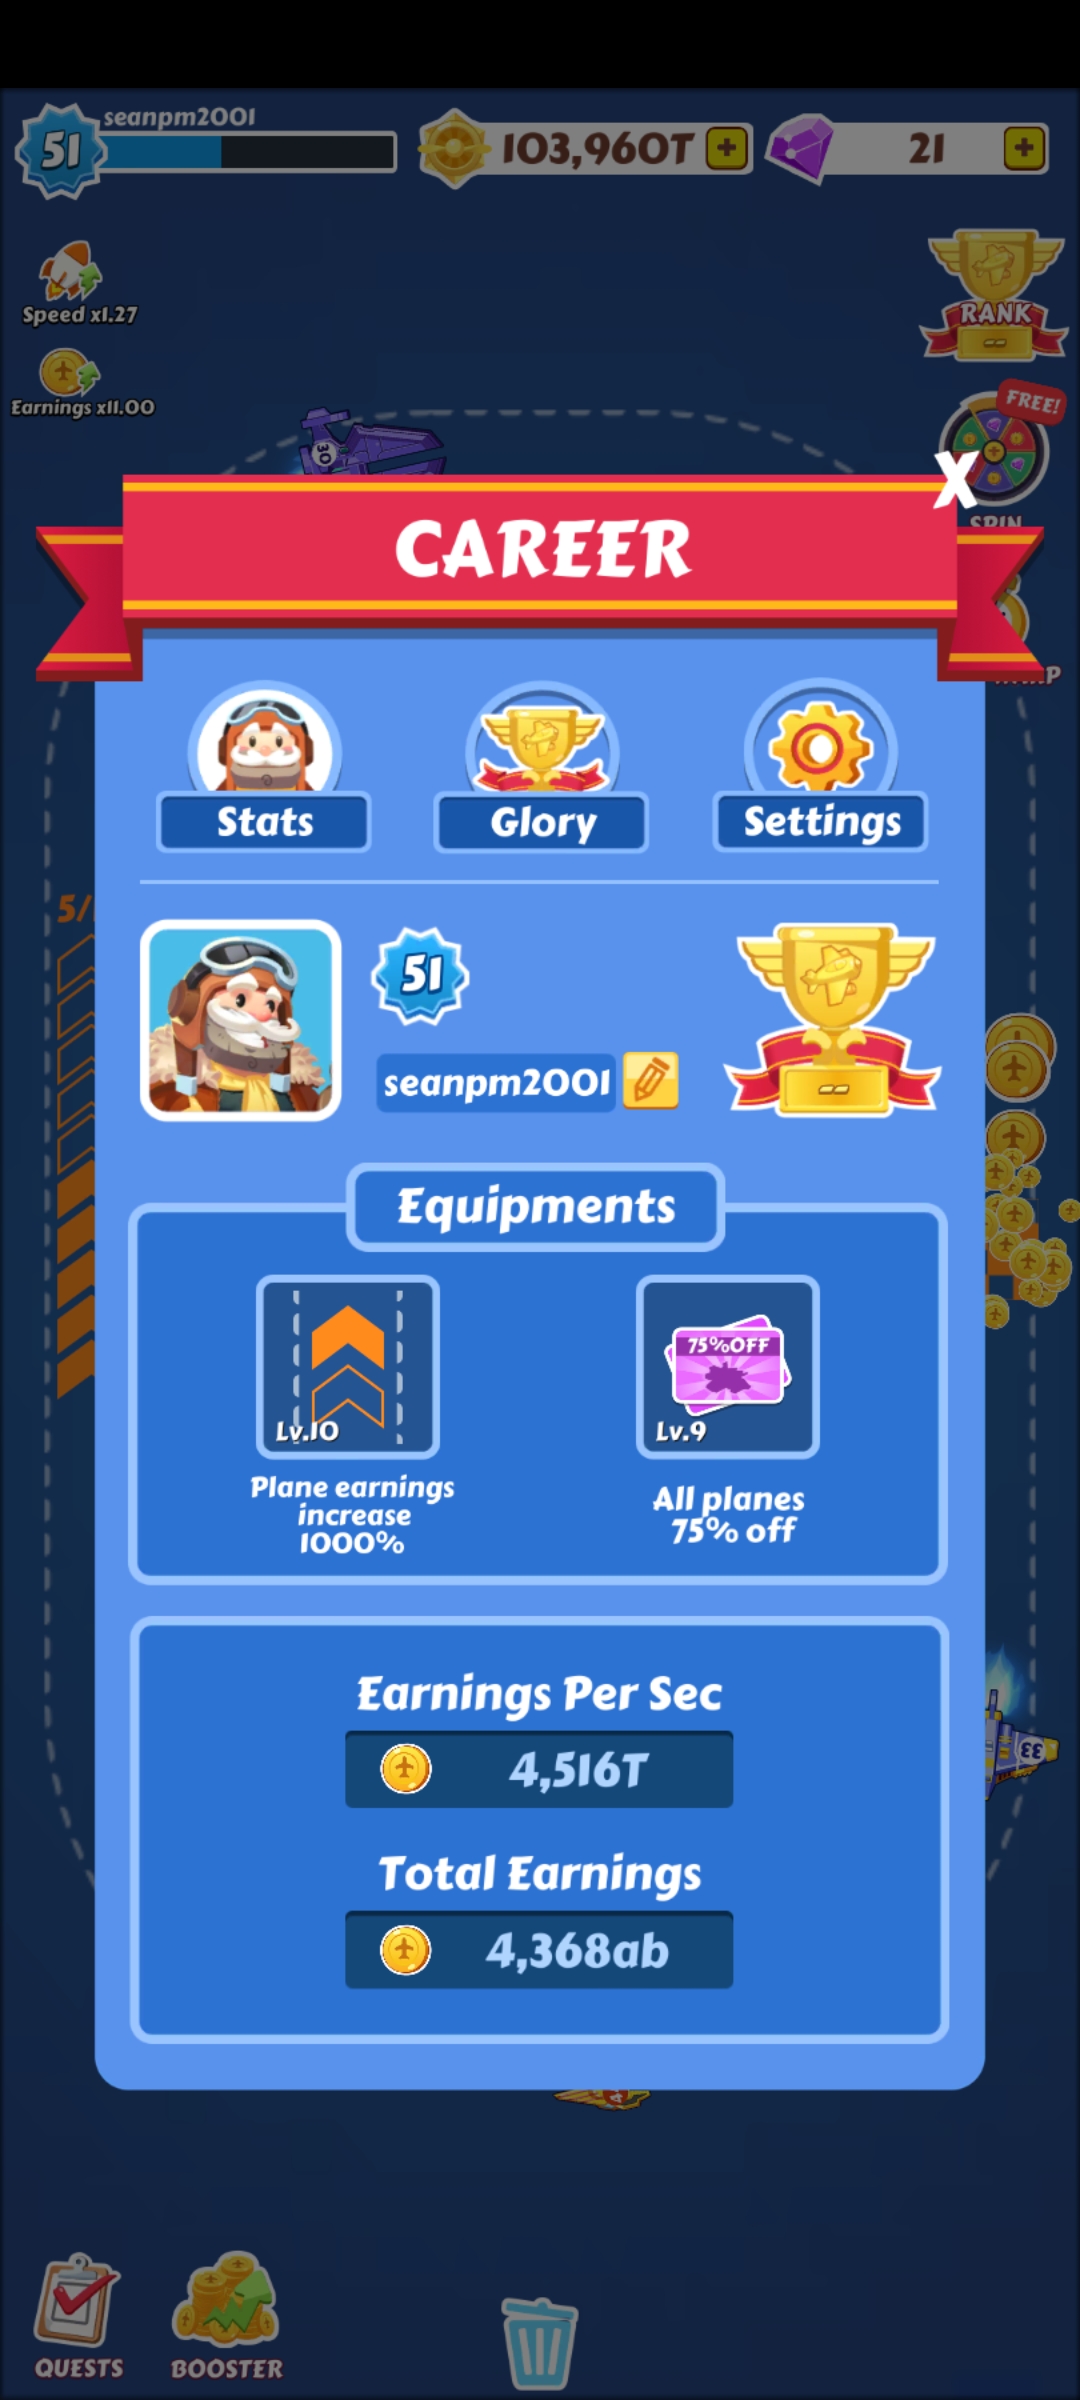 seanpm2001
51
103,960T
21
Speed x1.27
RANK
--
Earnings x11.00
FREE!
30
X
SPIN
CAREER
Stats
Glory
Settings
5/
51
seanpm2001
--
Equipments
75%OFF
Lv.10
Lv.9
Plane earnings
increase
1000%
All planes
75% off
Earnings Per Sec
4,516T
33
Total Earnings
4,368ab
QUESTS
BOOSTER